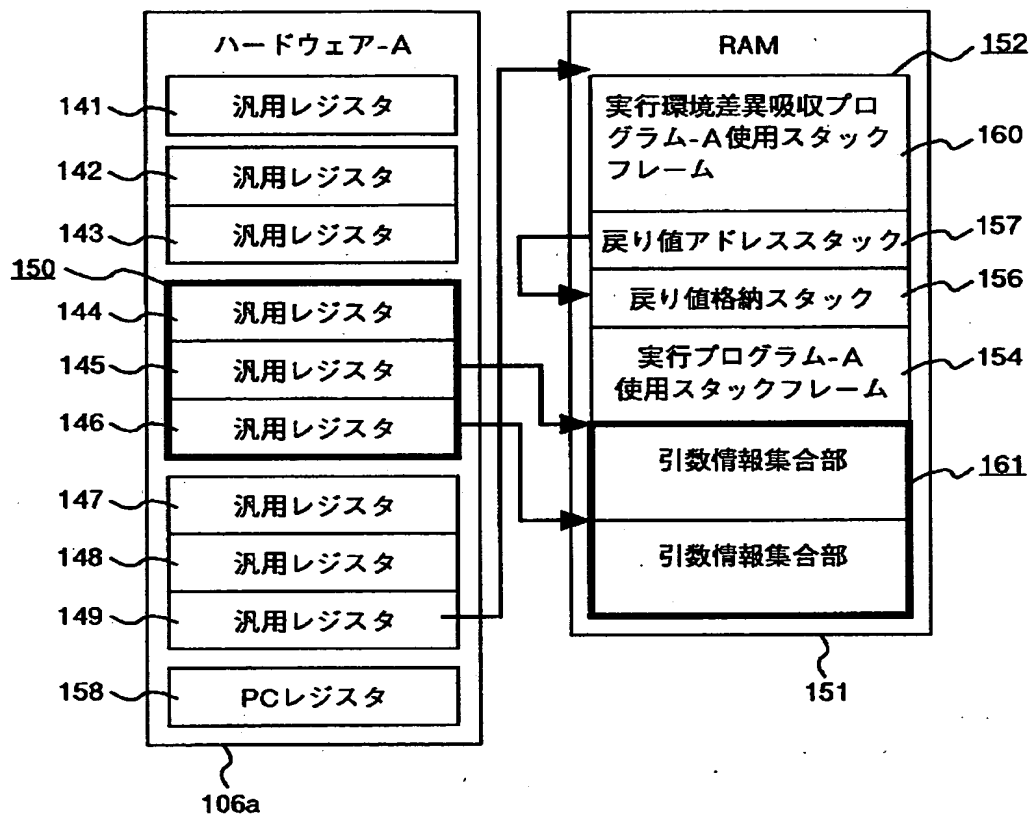 ハードウェア-A
141
汎用レジスタ
142
汎用レジスタ
143
汎用レジスタ
150
144
汎用レジスタ
145
汎用レジスタ
146
汎用レジスタ
147
汎用レジスタ
148
汎用レジスタ
149
汎用レジスタ
158
PCレジスタ
106a
RAM
152
実行環境差異吸収プロ
グラム-A使用スタック
フレーム
160
戻り値アドレススタック
157
戻り値格納スタック
156
実行プログラム-A
使用スタックフレーム
154
引数情報集合部
161
引数情報集合部
151